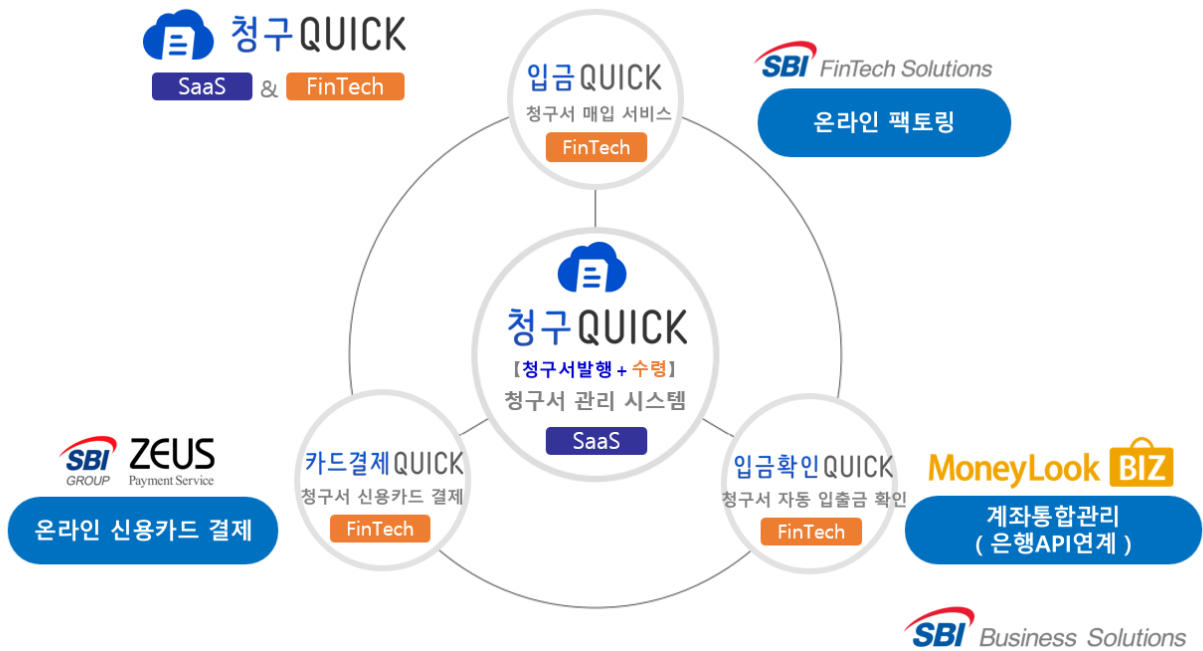 청구QUICK
SaaS & FinTech
입금QUICK
청구서 매입 서비스
FinTech
SBI FinTech Solutions
온라인 팩토링
청구QUICK
【청구서발행+수령】
청구서 관리 시스템
SaaS
SBI GROUP ZEUS Payment Service
온라인 신용카드 결제
카드결제QUICK
청구서 신용카드 결제
FinTech
입금확인QUICK
청구서 자동 입출금 확인
FinTech
MoneyLook BIZ
계좌통합관리
( 은행API연계 )
SBI Business Solutions